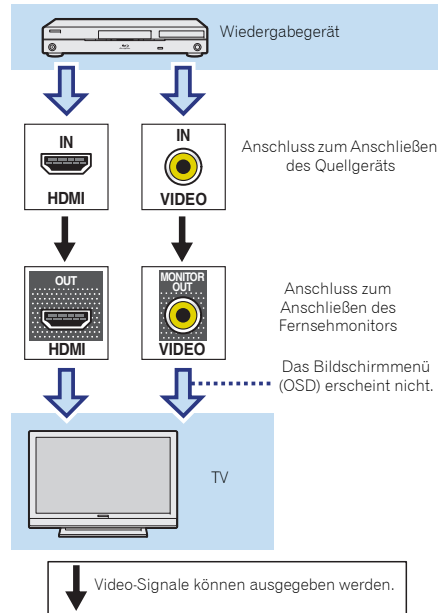 Wiedergabegerät
IN
HDMI
IN
VIDEO
Anschluss zum Anschließen
des Quellgeräts
OUT
HDMI
MONITOR
OUT
VIDEO
Anschluss zum
Anschließen des
Fernsehmonitors
Das Bildschirmmenü
(OSD) erscheint nicht.
TV
Video-Signale können ausgegeben werden.